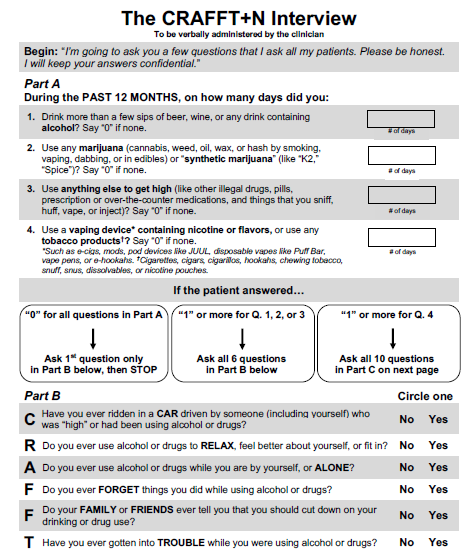 The CRAFFT+N Interview
To be verbally administered by the clinician
Begin: “I’m going to ask you a few questions that I ask all my patients. Please be honest.
I will keep your answers confidential.”
Part A
During the PAST 12 MONTHS, on how many days did you:
1. Drink more than a few sips of beer, wine, or any drink containing
alcohol? Say “0” if none.
# of days
2. Use any marijuana (cannabis, weed, oil, wax, or hash by smoking,
vaping, dabbing, or in edibles) or “synthetic marijuana” (like “K2,”
“Spice”)? Say “0” if none.
# of days
3. Use anything else to get high (like other illegal drugs, pills,
prescription or over-the-counter medications, and things that you sniff,
huff, vape, or inject)? Say “0” if none.
# of days
4. Use a vaping device* containing nicotine or flavors, or use any
tobacco products†? Say “0” if none.
*Such as e-cigs, mods, pod devices like JUUL, disposable vapes like Puff Bar,
vape pens, or e-hookahs. †Cigarettes, cigars, cigarillos, hookahs, chewing tobacco,
snuff, snus, dissolvables, or nicotine pouches.
# of days
If the patient answered…
“0” for all questions in Part A
Ask 1st question only
in Part B below, then STOP
“1” or more for Q. 1, 2, or 3
Ask all 6 questions
in Part B below
“1” or more for Q. 4
Ask all 10 questions
in Part C on next page
Part B Circle one
C Have you ever ridden in a CAR driven by someone (including yourself) who
was “high” or had been using alcohol or drugs? No Yes
R Do you ever use alcohol or drugs to RELAX, feel better about yourself, or fit in? No Yes
A Do you ever use alcohol or drugs while you are by yourself, or ALONE? No Yes
F Do you ever FORGET things you did while using alcohol or drugs? No Yes
F Do your FAMILY or FRIENDS ever tell you that you should cut down on your
drinking or drug use? No Yes
T Have you ever gotten into TROUBLE while you were using alcohol or drugs? No Yes